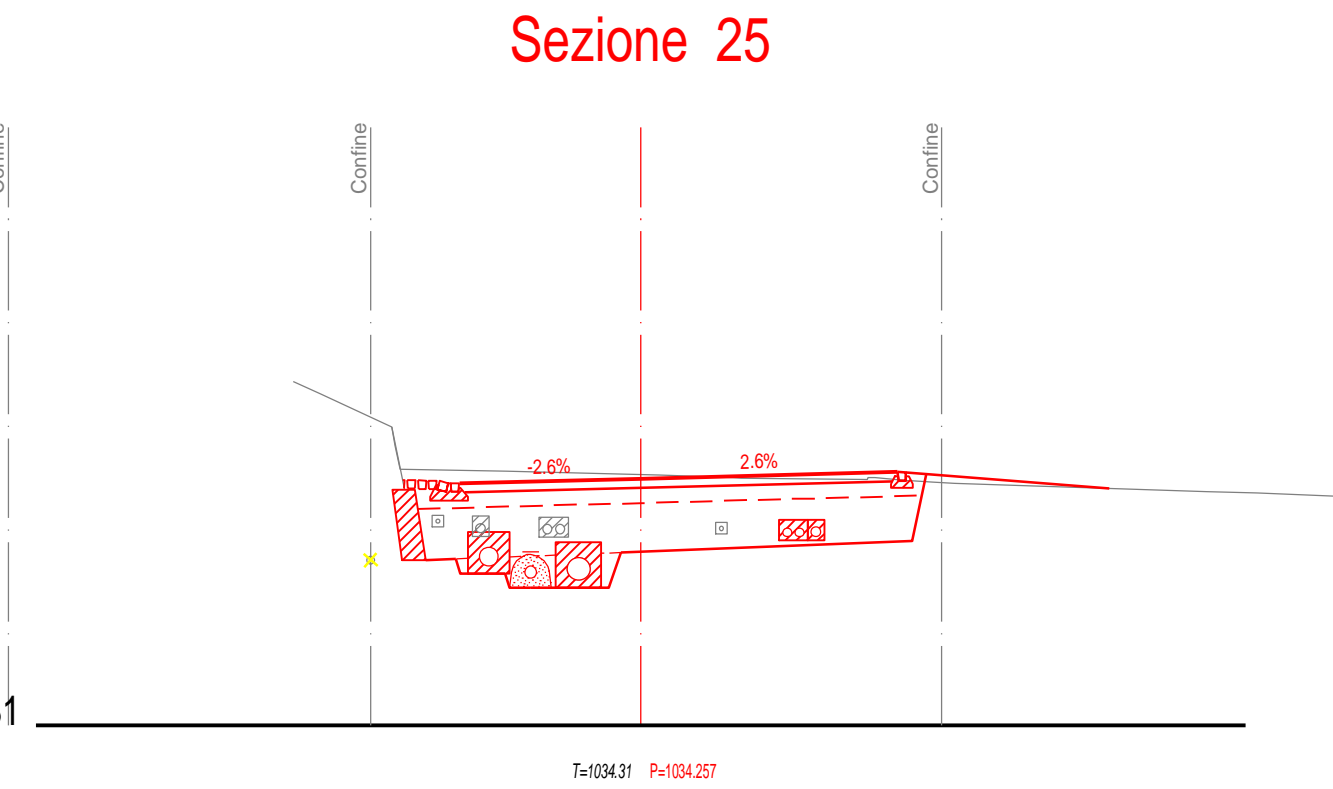 Sezione 25
Confine
Confine
Confine
-2.6%
2.6%
T=1034.31 P=1034.257